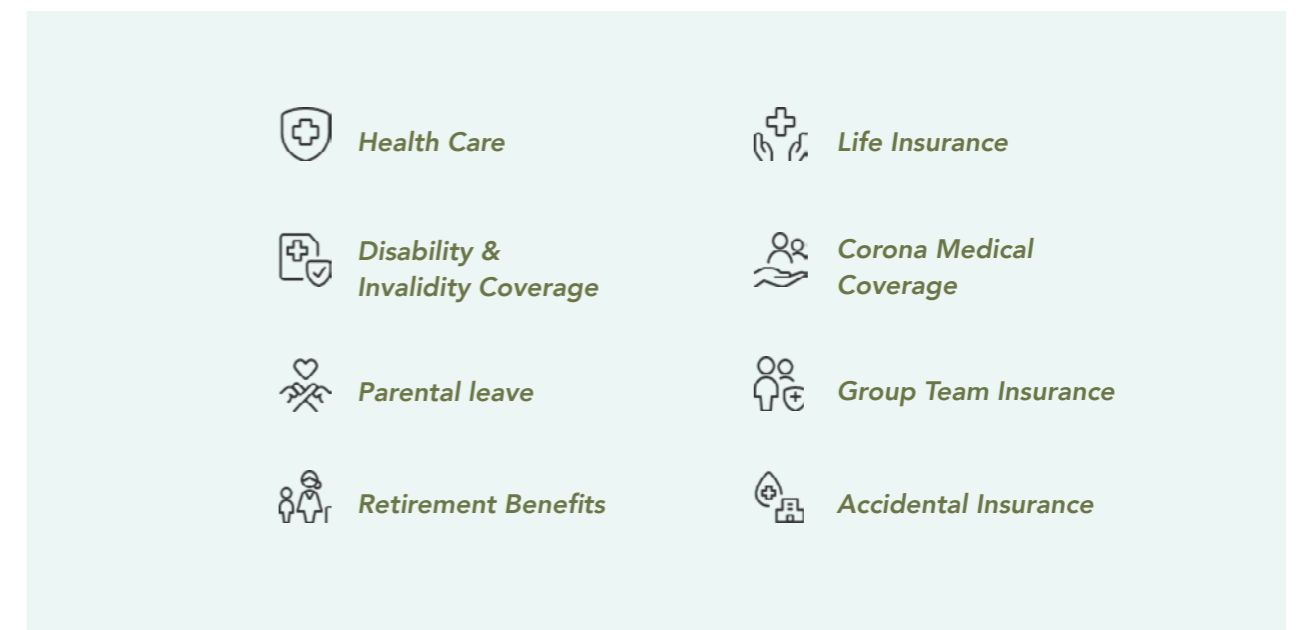 Health Care
Life Insurance
Disability &
Invalidity Coverage
Corona Medical
Coverage
Parental leave
Group Team Insurance
Retirement Benefits
Accidental Insurance